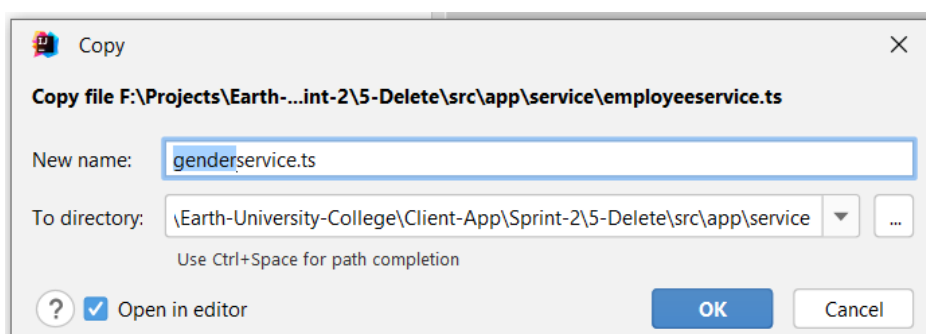 Copy
Copy file F:\Projects\Earth-...int-2\5-Delete\src\app\service\employeeservice.ts
New name: genderservice.ts
To directory: \Earth-University-College\Client-App\Sprint-2\5-Delete\src\app\service ...
Use Ctrl+Space for path completion
? Open in editor OK Cancel